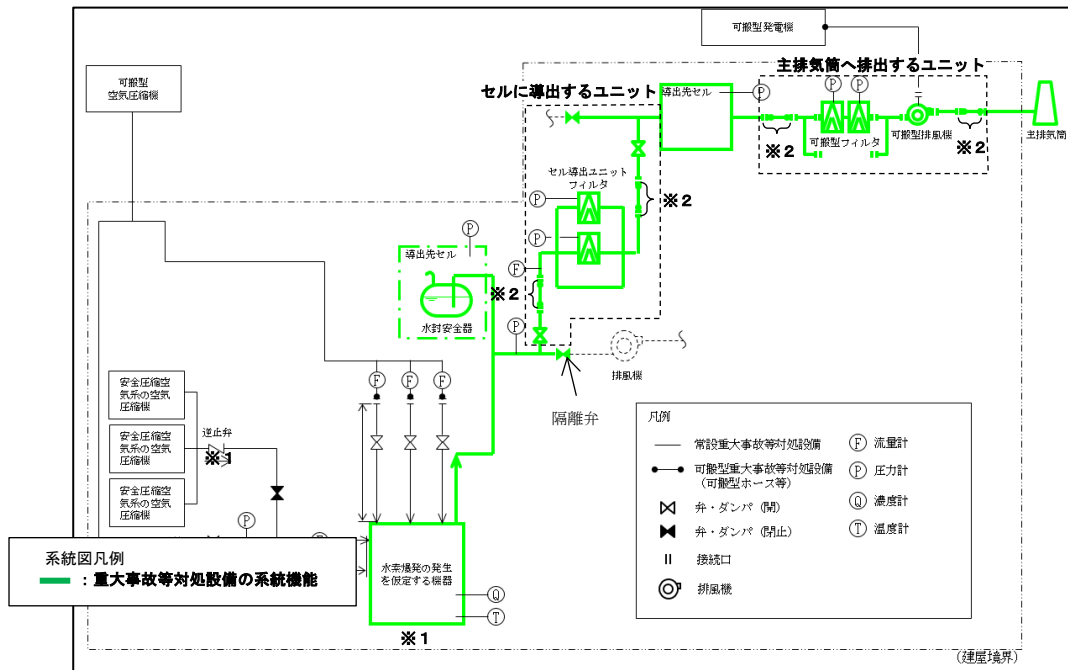 可搬型発電機
主排気筒へ排出するユニット
セルに導出するユニット
可搬型
空気圧縮機
導出先セル
P
P
P
※2
可搬型フィルタ
可搬型排風機
※2
主排気筒
セル導出ユニット
フィルタ
P
※2
P
P
導出先セル
F
※2
水封安全器
P
排風機
隔離弁
F
F
F
安全圧縮空
気系の空気
圧縮機
安全圧縮空
気系の空気
圧縮機
安全圧縮空
気系の空気
圧縮機
逆止弁
※1
P
凡例
常設重大事故等対処設備
可搬型重大事故等対処設備
(可搬型ホース等)
弁・ダンパ (開)
弁・ダンパ (閉止)
接続口
排風機
F 流量計
P 圧力計
Q 濃度計
T 温度計
系統図凡例
:重大事故等対処設備の系統機能
水素爆発の発生
を仮定する機器
Q
T
※1
(建屋境界)